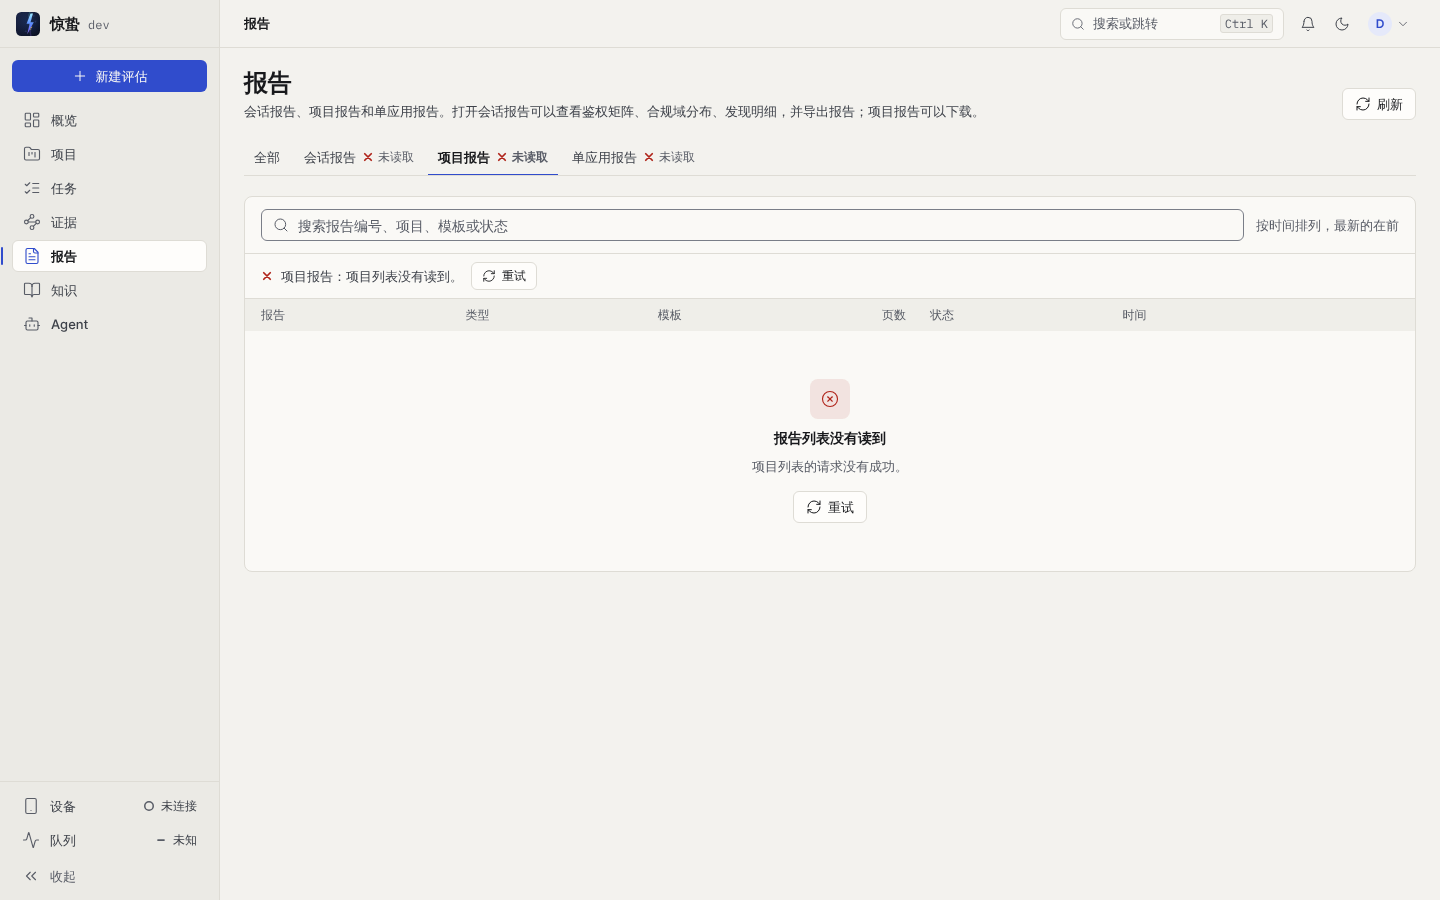 惊蛰 dev
报告
搜索或跳转 Ctrl K
D
新建评估
概览
项目
任务
证据
报告
知识
Agent
设备 未连接
队列 未知
收起
报告
会话报告、项目报告和单应用报告。打开会话报告可以查看鉴权矩阵、合规域分布、发现明细，并导出报告；项目报告可以下载。
刷新
全部 会话报告 未读取 项目报告 未读取 单应用报告 未读取
搜索报告编号、项目、模板或状态
按时间排列，最新的在前
项目报告：项目列表没有读到。 重试
报告 类型 模板 页数 状态 时间
报告列表没有读到
项目列表的请求没有成功。
重试